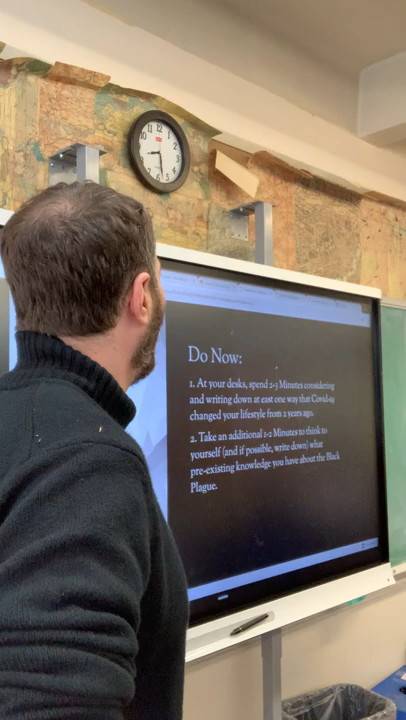 Do Now:
1. At your desks, spend 2-3 Minutes considering
and writing down at east one way that Covid-19
changed your lifestyle from 2 years ago.
2. Take an additional 1-2 Minutes to think to
yourself (and if possible, write down) what
pre-existing knowledge you have about the Black
Plague.